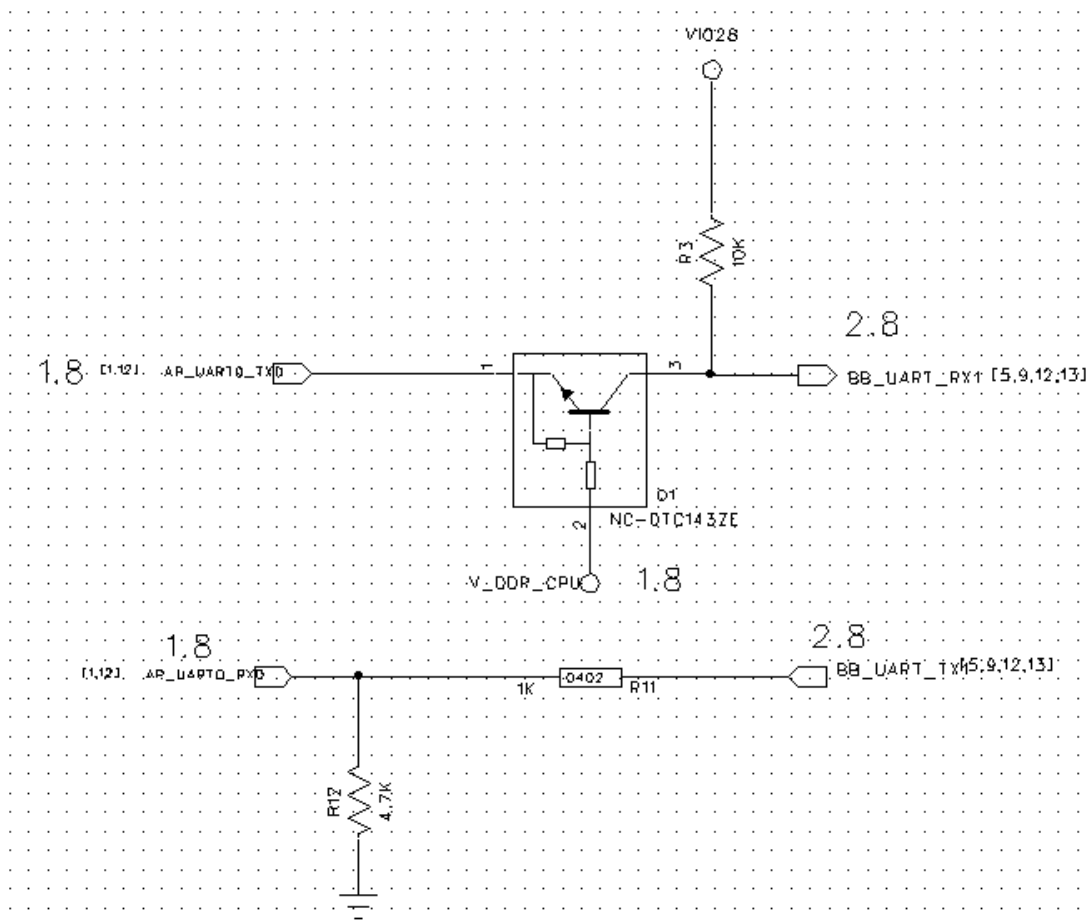 VIO28
R3
10K
2.8
1.8 [1,12] AP_UART0_TXD
1
3
BB_UART_RX1 [5,9,12,13]
D1
NC-DTC143ZE
2
V_DDR_CPU 1.8
1.8
2.8
[1,12] AP_UART0_RXD
BB_UART_TX1 [5,9,12,13]
1K 0402 R11
R12
4.7K